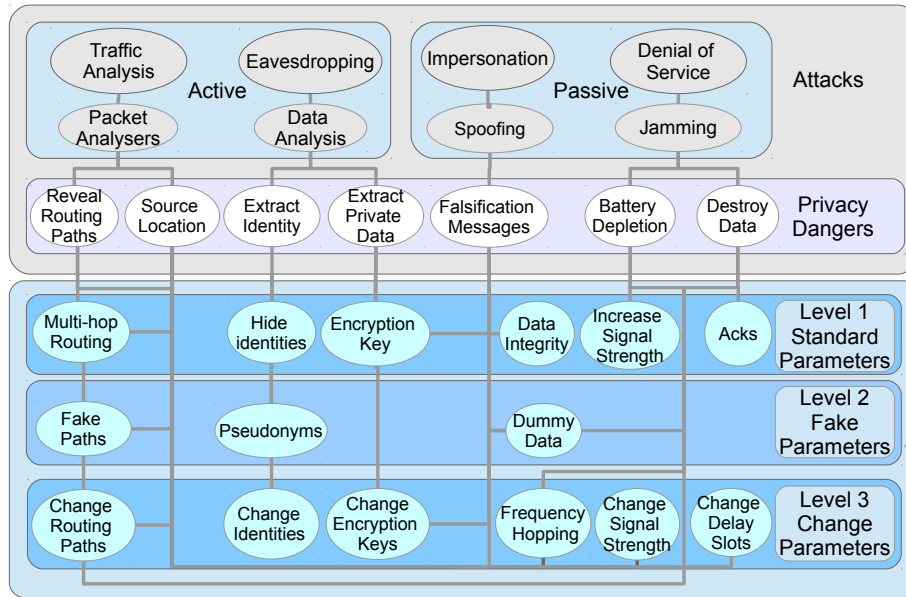 Traffic
Analysis
Eavesdropping
Impersonation
Denial of
Service
Attacks
Active
Passive
Packet
Analysers
Data
Analysis
Spoofing
Jamming
Reveal
Routing
Paths
Source
Location
Extract
Identity
Extract
Private
Data
Falsification
Messages
Battery
Depletion
Destroy
Data
Privacy
Dangers
Multi-hop
Routing
Hide
identities
Encryption
Key
Data
Integrity
Increase
Signal
Strength
Acks
Level 1
Standard
Parameters
Fake
Paths
Pseudonyms
Dummy
Data
Level 2
Fake
Parameters
Change
Routing
Paths
Change
Identities
Change
Encryption
Keys
Frequency
Hopping
Change
Signal
Strength
Change
Delay
Slots
Level 3
Change
Parameters